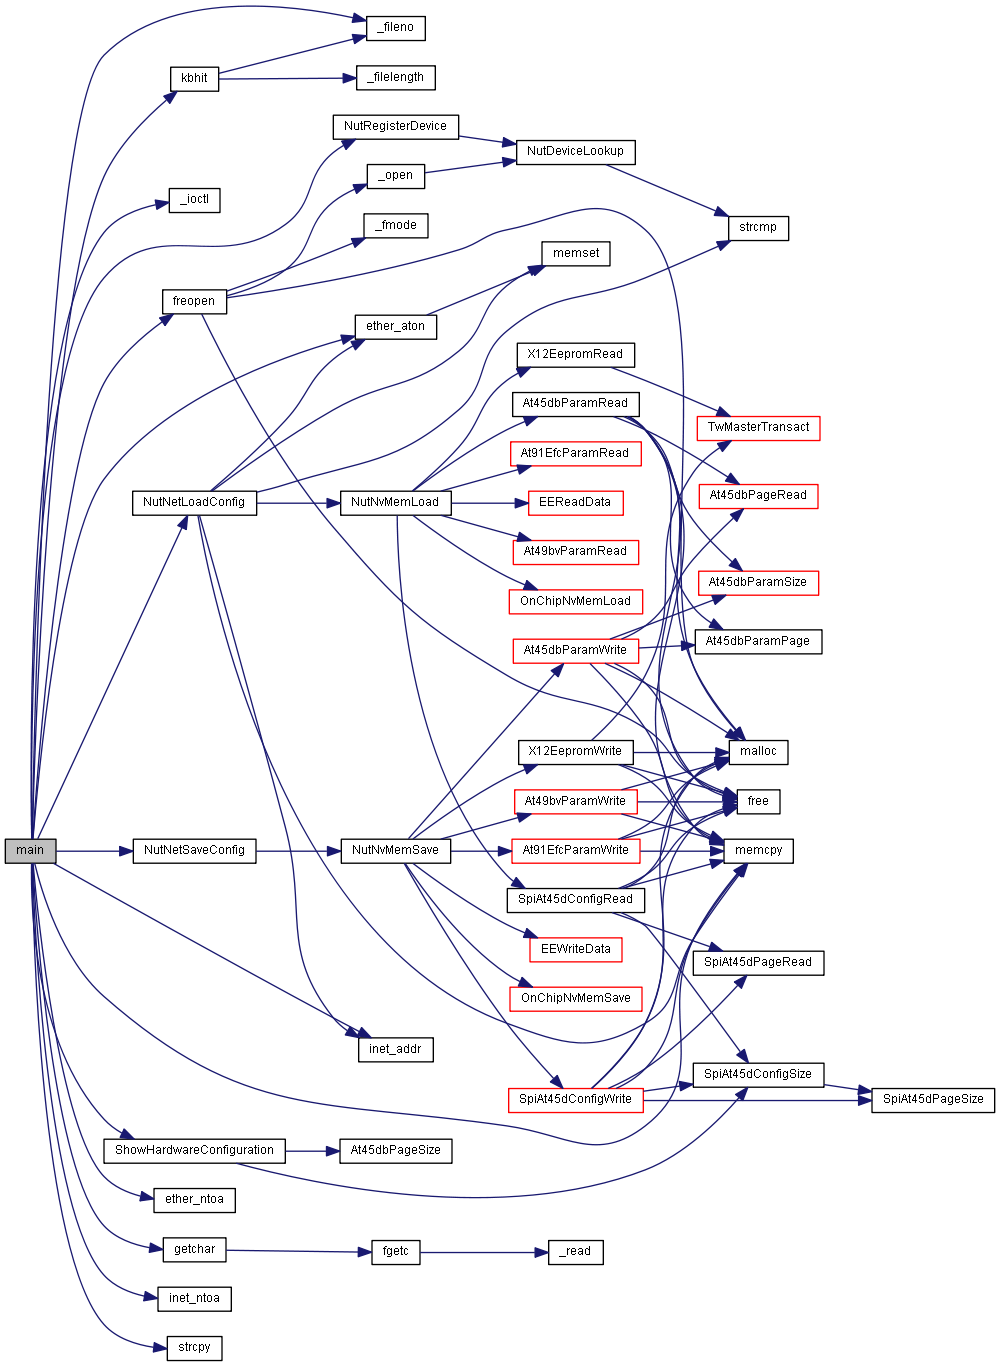 _fileno
kbhit
_filelength
NutRegisterDevice
NutDeviceLookup
_open
_ioctl
_fmode
strcmp
memset
freopen
ether_aton
X12EepromRead
At45dbParamRead
TwMasterTransact
At91EfcParamRead
NutNetLoadConfig
NutNvMemLoad
EEReadData
At45dbPageRead
At49bvParamRead
At45dbParamSize
OnChipNvMemLoad
At45dbParamWrite
At45dbParamPage
X12EepromWrite
malloc
At49bvParamWrite
free
main
NutNetSaveConfig
NutNvMemSave
At91EfcParamWrite
memcpy
SpiAt45dConfigRead
EEWriteData
SpiAt45dPageRead
OnChipNvMemSave
inet_addr
SpiAt45dConfigSize
SpiAt45dConfigWrite
SpiAt45dPageSize
ShowHardwareConfiguration
At45dbPageSize
ether_ntoa
getchar
fgetc
_read
inet_ntoa
strcpy